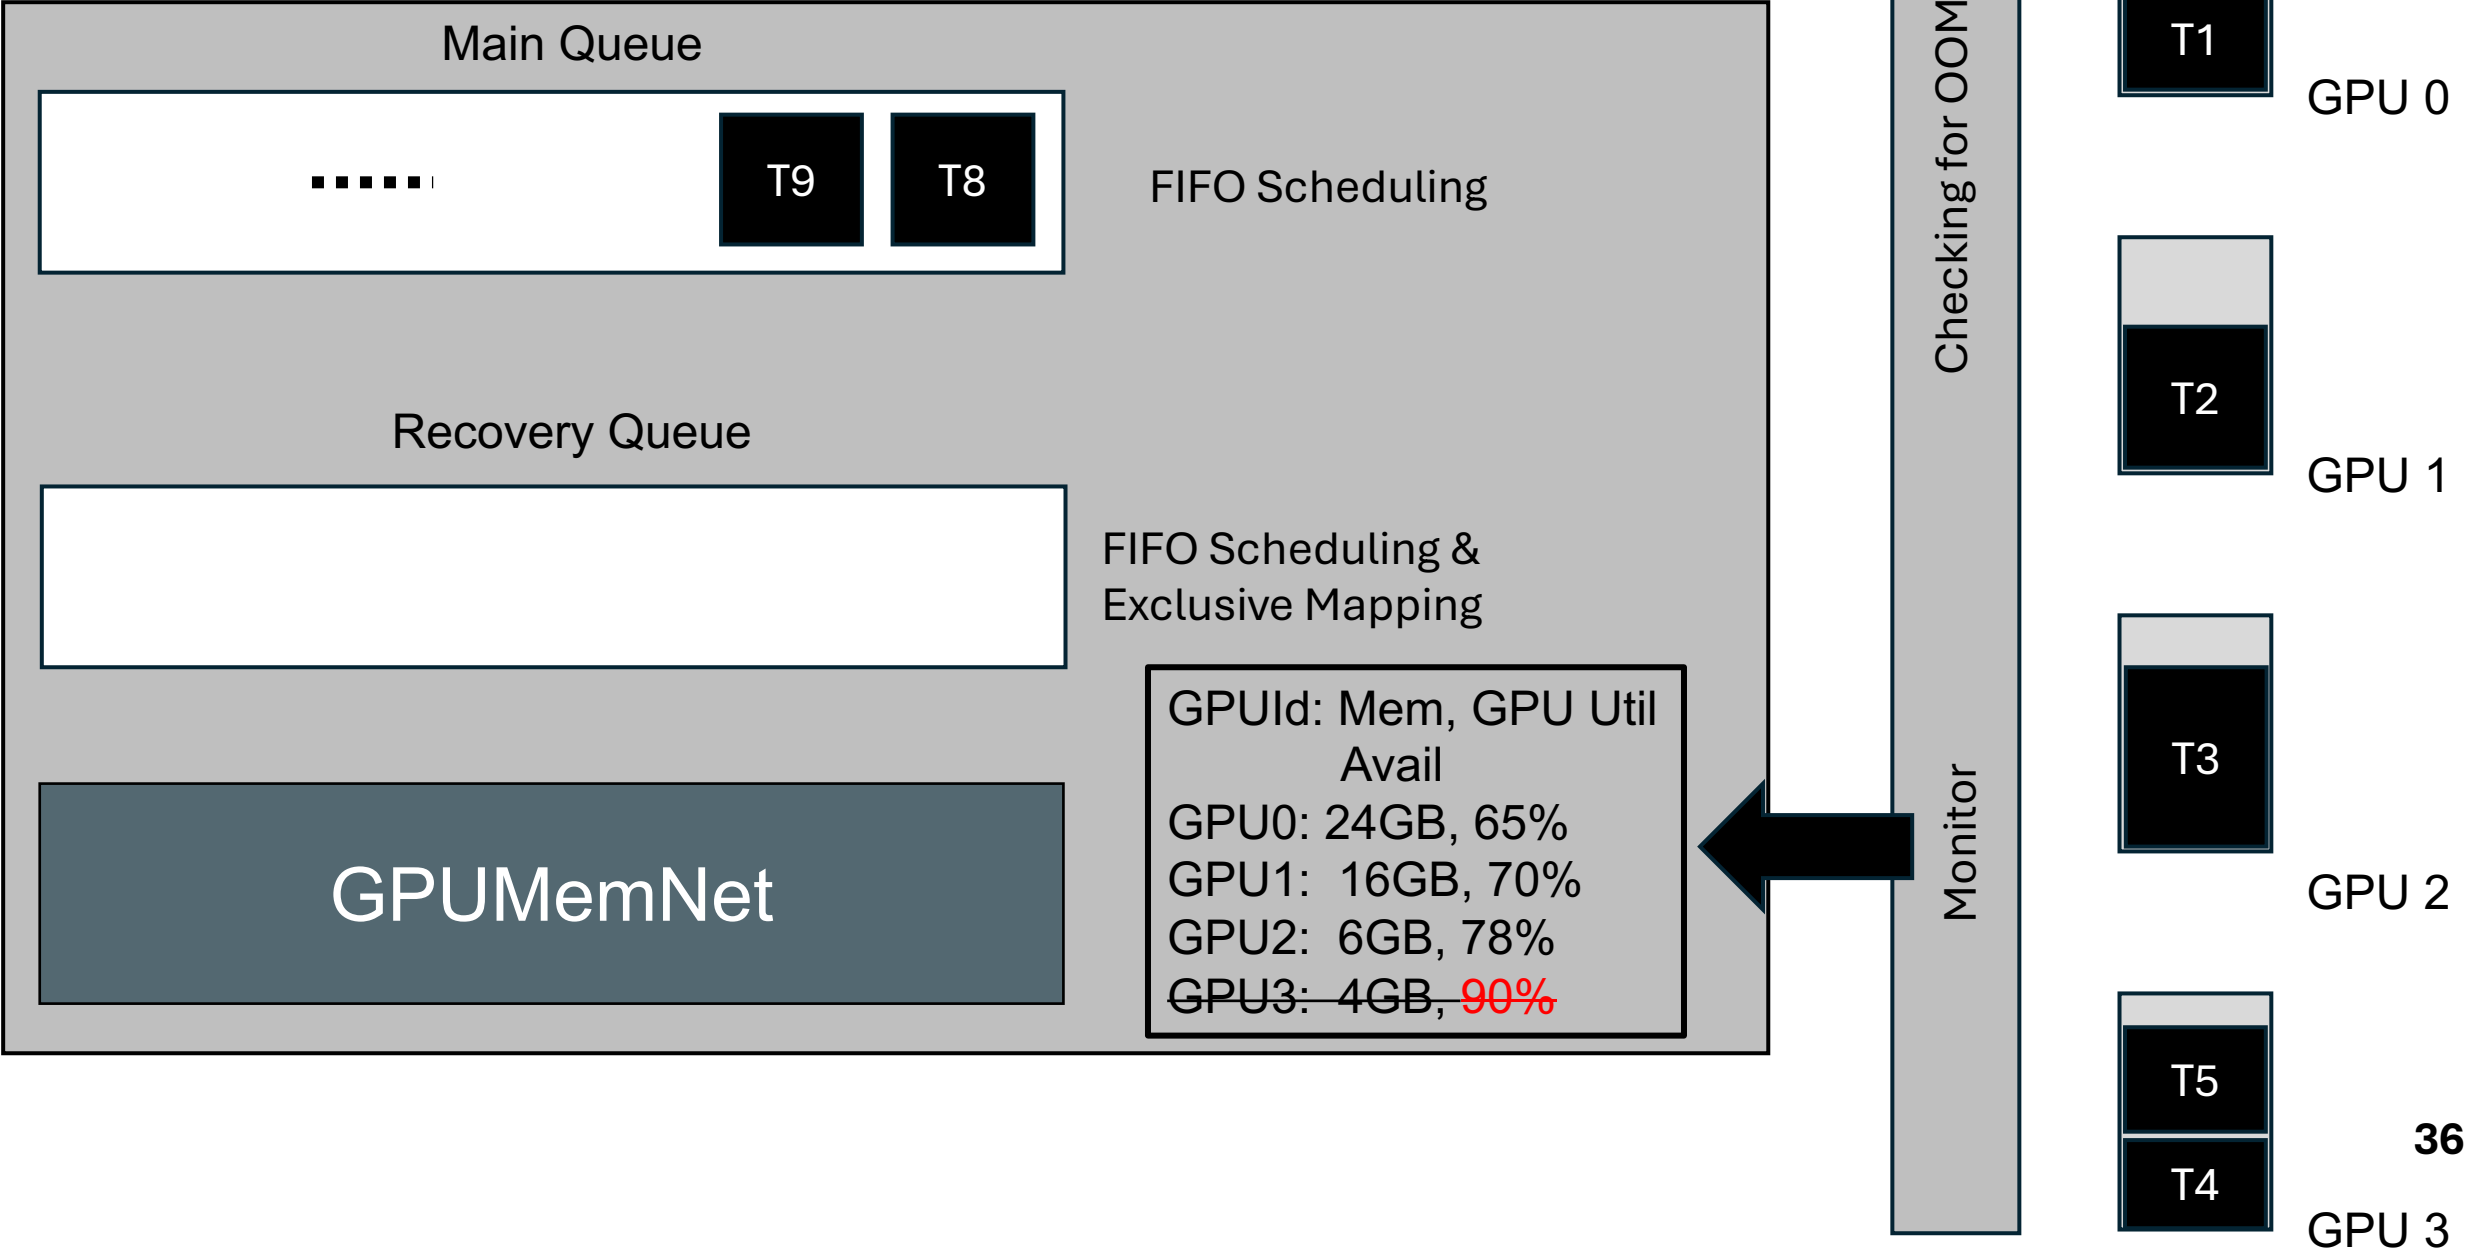 Main Queue
T9
T8
FIFO Scheduling
Recovery Queue
FIFO Scheduling &
Exclusive Mapping
GPUMemNet
GPUId: Mem, GPU Util
Avail
GPU0: 24GB, 65%
GPU1: 16GB, 70%
GPU2: 6GB, 78%
GPU3: 4GB, 90%
Checking for OOM
Monitor
T1
GPU 0
T2
GPU 1
T3
GPU 2
T5
T4
GPU 3
36